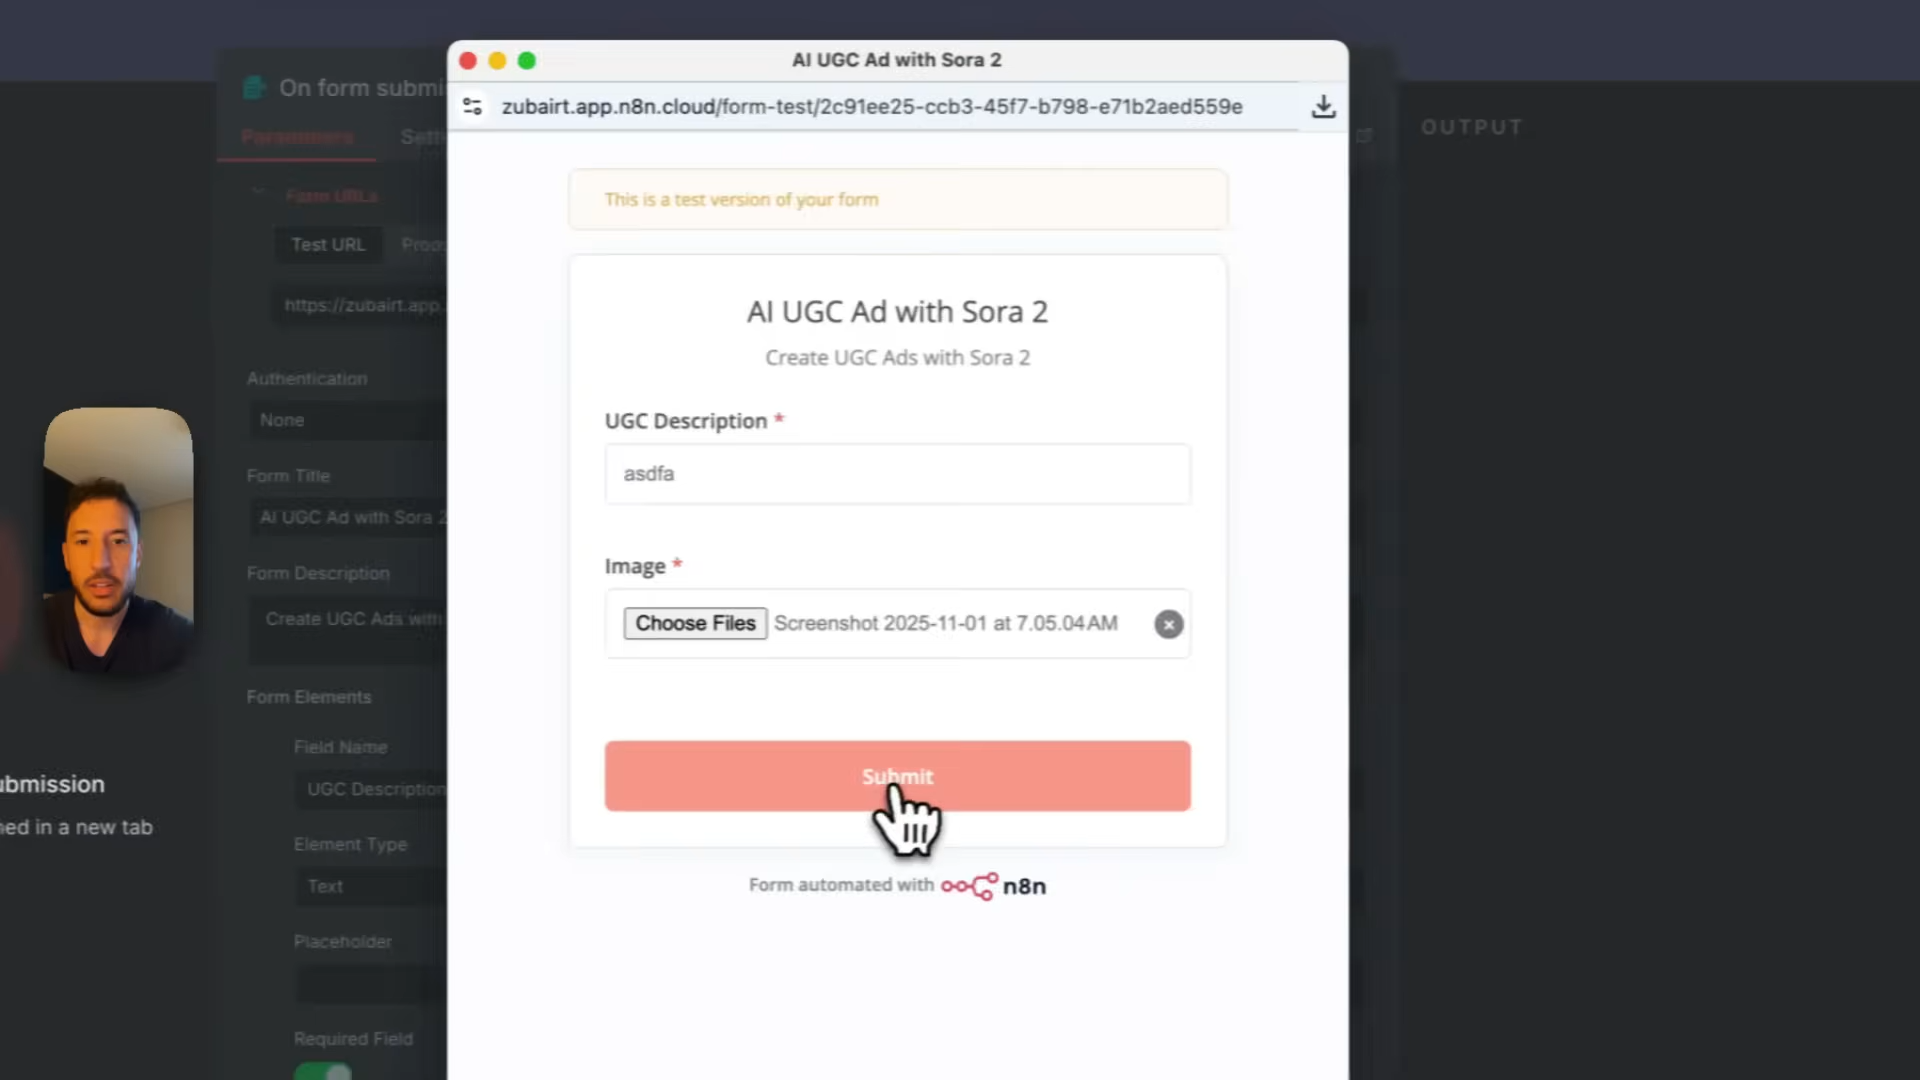 AI UGC Ad with Sora 2
zubairt.app.n8n.cloud/form-test/2c91ee25-ccb3-45f7-b798-e71b2aed559e
This is a test version of your form
AI UGC Ad with Sora 2
Create UGC Ads with Sora 2
UGC Description *
asdfa
Image *
Choose Files Screenshot 2025-11-01 at 7.05.04 AM
Submit
Form automated with n8n
On form submi
Parameters Setti
Form URLs
Test URL Prod
https://zubairt.app.
Authentication
None
Form Title
AI UGC Ad with Sora 2
Form Description
Create UGC Ads with
Form Elements
Field Name
UGC Description
Element Type
Text
Placeholder
Required Field
OUTPUT
ubmission
ned in a new tab